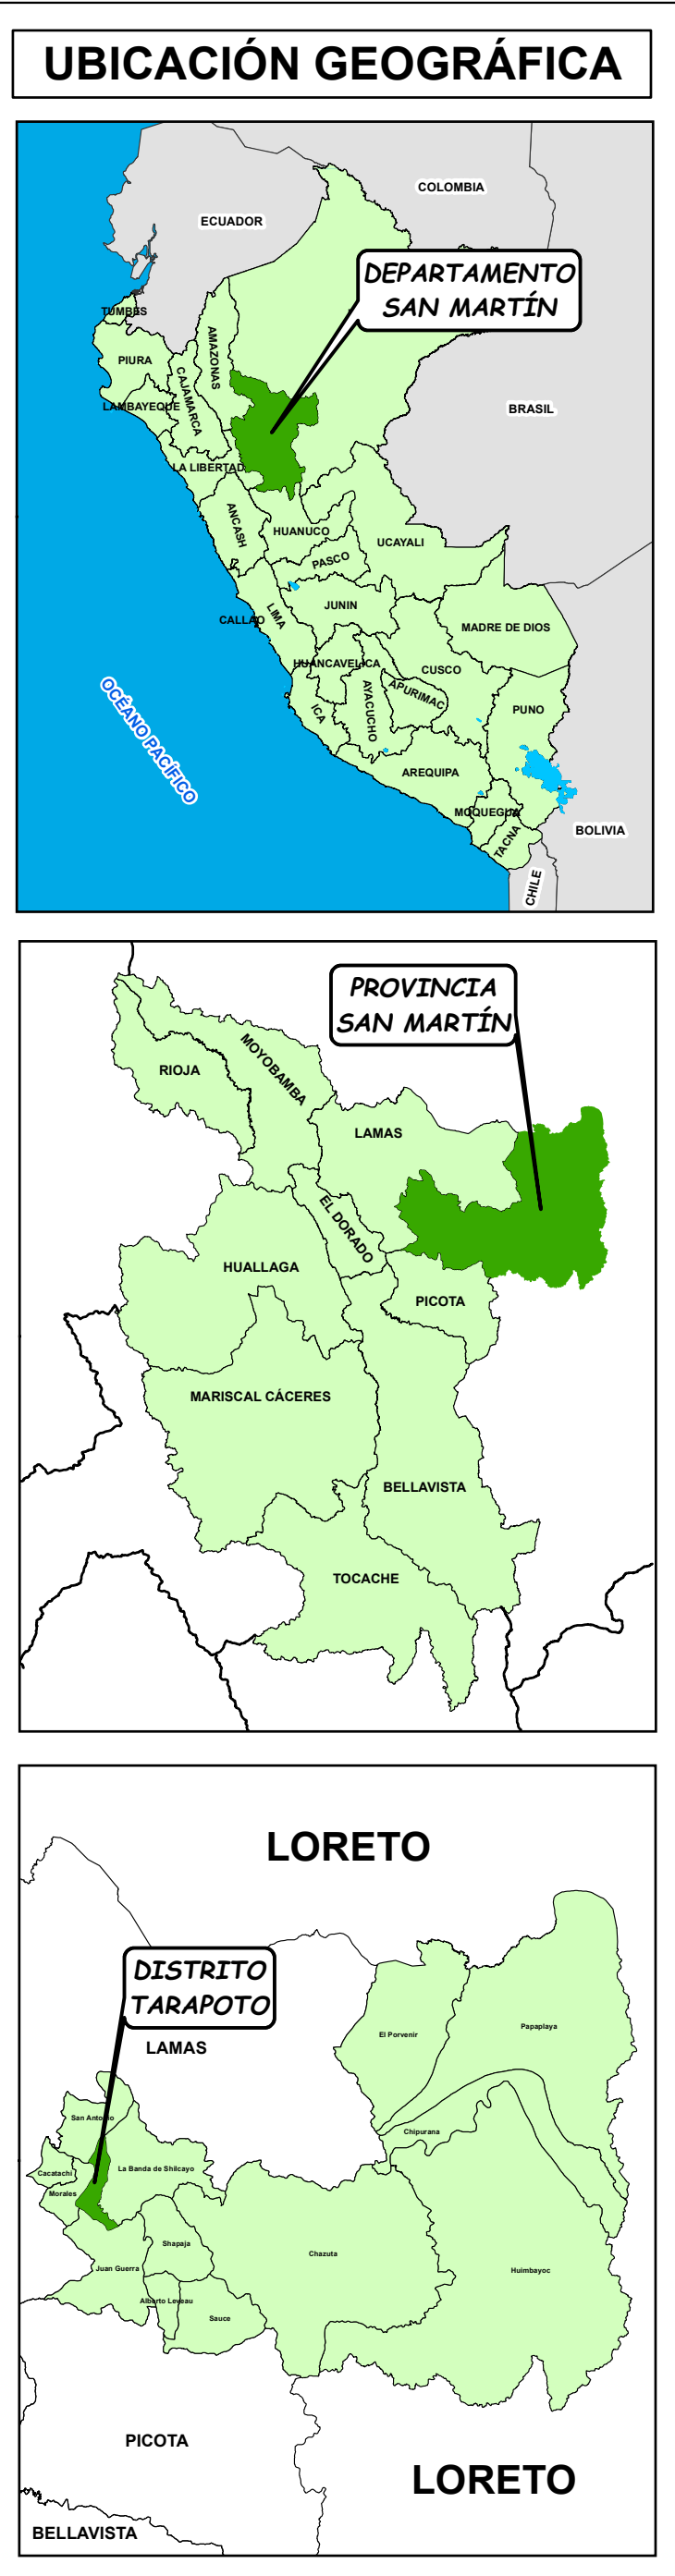 UBICACIÓN GEOGRÁFICA
COLOMBIA
ECUADOR
DEPARTAMENTO
SAN MARTÍN
TUMBES
AMAZONAS
PIURA
CAJAMARCA
LAMBAYEQUE
BRASIL
LA LIBERTAD
ANCASH
HUANUCO
UCAYALI
PASCO
JUNIN
LIMA
CALLAO
MADRE DE DIOS
HUANCAVELICA
CUSCO
APURIMAC
AYACUCHO
ICA
PUNO
OCÉANO PACÍFICO
AREQUIPA
MOQUEGUA
TACNA
BOLIVIA
CHILE
PROVINCIA
SAN MARTÍN
MOYOBAMBA
RIOJA
LAMAS
EL DORADO
HUALLAGA
PICOTA
MARISCAL CÁCERES
BELLAVISTA
TOCACHE
LORETO
DISTRITO
TARAPOTO
LAMAS
El Porvenir
Papaplaya
San Antonio
Chipurana
La Banda de Shilcayo
Cacatachi
Morales
Shapaja
Chazuta
Juan Guerra
Huimbayoc
Alberto Leveau
Sauce
PICOTA
LORETO
BELLAVISTA